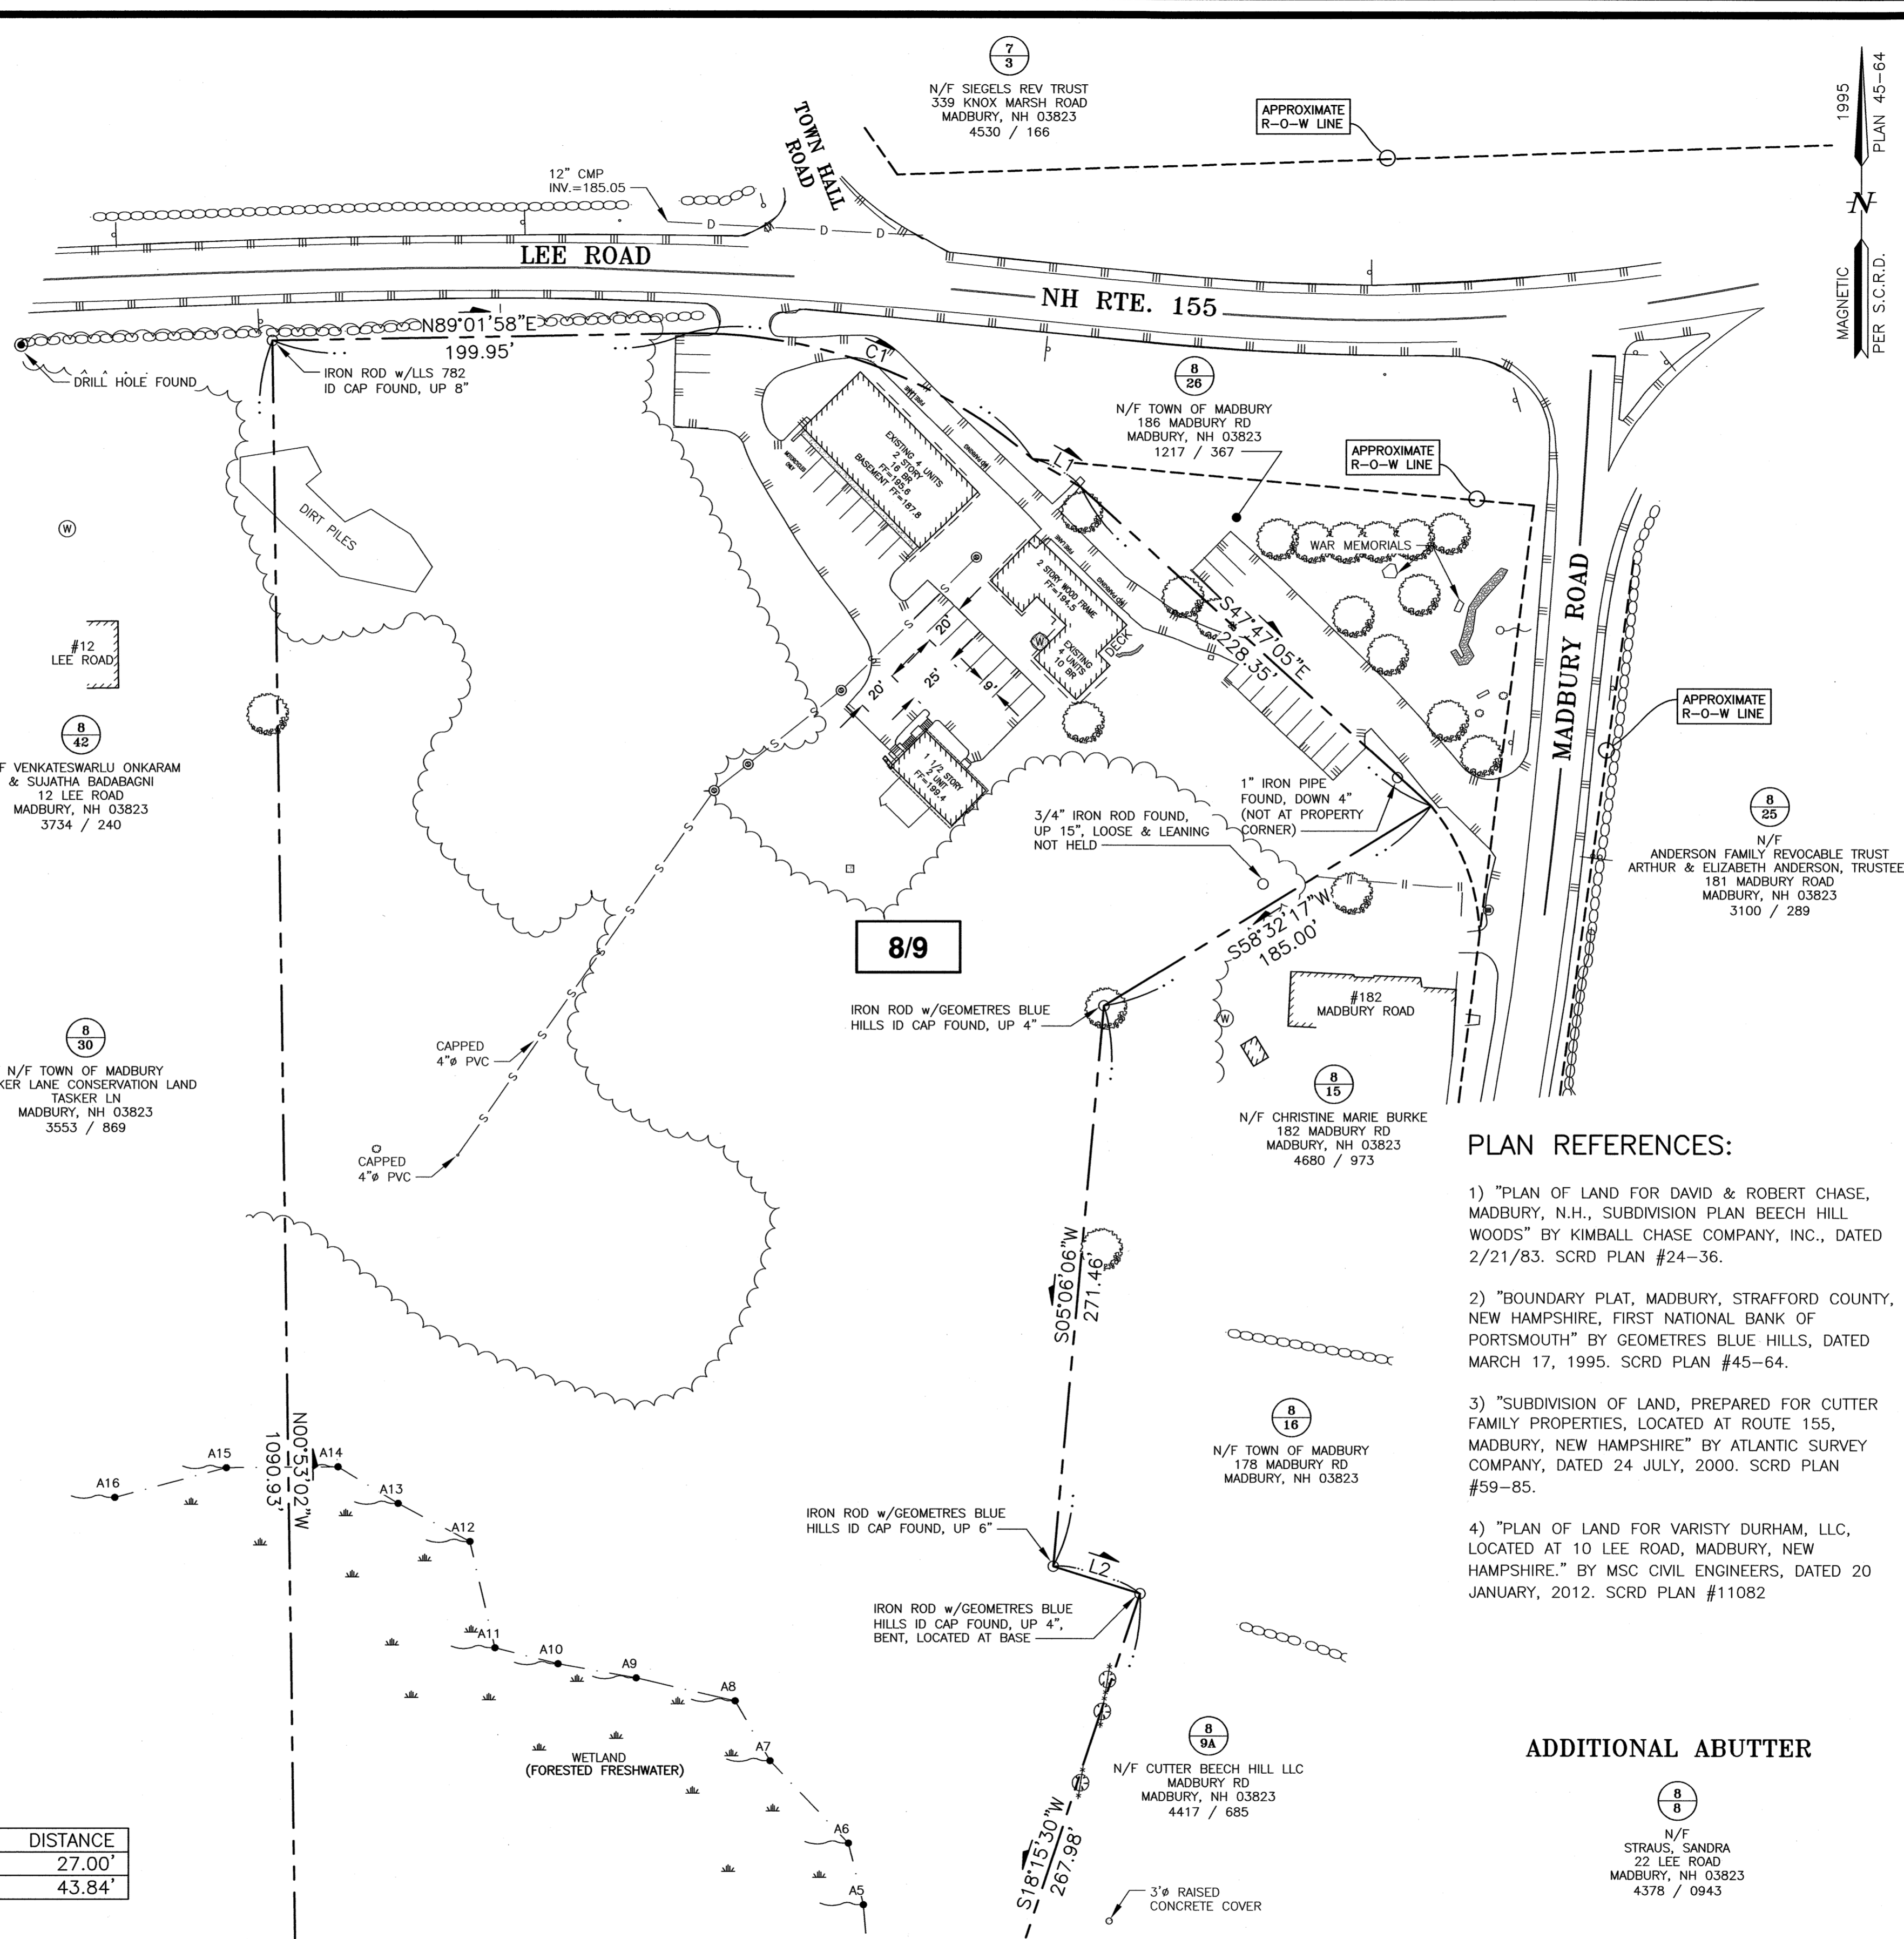 7
3
N/F SIEGELS REV TRUST
339 KNOX MARSH ROAD
MADBURY, NH 03823
4530 / 166
APPROXIMATE
R-O-W LINE
1995
PLAN 45-64
N
MAGNETIC
PER S.C.R.D.
TOWN HALL
ROAD
12" CMP
INV.=185.05
D
D
D
LEE ROAD
NH RTE. 155
N89°01'58"E
199.95'
C1
DRILL HOLE FOUND
IRON ROD w/LLS 782
ID CAP FOUND, UP 8"
8
26
N/F TOWN OF MADBURY
186 MADBURY RD
MADBURY, NH 03823
1217 / 367
APPROXIMATE
R-O-W LINE
L1
EXISTING 4 UNITS
2 STORY
16 BR
FF=195.6
BASEMENT FF=187.8
MOTORCYCLES
ONLY
FIRE LANE
NO PARKING
DIRT PILES
W
WAR MEMORIALS
2 STORY WOOD FRAME
FF=194.5
FIRE LANE
NO PARKING
W
EXISTING
4 UNITS
10 BR
DECK
S47°47'05"E
228.35'
MADBURY ROAD
#12
LEE ROAD
S
S
S
S
S
20'
20'
25'
9'
APPROXIMATE
R-O-W LINE
8
42
F VENKATESWARLU ONKARAM
& SUJATHA BADABAGNI
12 LEE ROAD
MADBURY, NH 03823
3734 / 240
1 1/2 STORY
2 UNIT
FF=199.4
1" IRON PIPE
FOUND, DOWN 4"
(NOT AT PROPERTY
CORNER)
3/4" IRON ROD FOUND,
UP 15", LOOSE & LEANING
NOT HELD
8
25
N/F
ANDERSON FAMILY REVOCABLE TRUST
ARTHUR & ELIZABETH ANDERSON, TRUSTEE
181 MADBURY ROAD
MADBURY, NH 03823
3100 / 289
S
S
S
S
S
S
S
S
8/9
S58°32'17"W
185.00'
IRON ROD w/GEOMETRES BLUE
HILLS ID CAP FOUND, UP 4"
#182
MADBURY ROAD
W
8
30
N/F TOWN OF MADBURY
KER LANE CONSERVATION LAND
TASKER LN
MADBURY, NH 03823
3553 / 869
CAPPED
4"ø PVC
CAPPED
4"ø PVC
8
15
N/F CHRISTINE MARIE BURKE
182 MADBURY RD
MADBURY, NH 03823
4680 / 973
PLAN REFERENCES:
1) "PLAN OF LAND FOR DAVID & ROBERT CHASE,
MADBURY, N.H., SUBDIVISION PLAN BEECH HILL
WOODS" BY KIMBALL CHASE COMPANY, INC., DATED
2/21/83. SCRD PLAN #24-36.
2) "BOUNDARY PLAT, MADBURY, STRAFFORD COUNTY,
NEW HAMPSHIRE, FIRST NATIONAL BANK OF
PORTSMOUTH" BY GEOMETRES BLUE HILLS, DATED
MARCH 17, 1995. SCRD PLAN #45-64.
3) "SUBDIVISION OF LAND, PREPARED FOR CUTTER
FAMILY PROPERTIES, LOCATED AT ROUTE 155,
MADBURY, NEW HAMPSHIRE" BY ATLANTIC SURVEY
COMPANY, DATED 24 JULY, 2000. SCRD PLAN
#59-85.
4) "PLAN OF LAND FOR VARISTY DURHAM, LLC,
LOCATED AT 10 LEE ROAD, MADBURY, NEW
HAMPSHIRE." BY MSC CIVIL ENGINEERS, DATED 20
JANUARY, 2012. SCRD PLAN #11082
S05°06'06"W
271.46'
8
16
N/F TOWN OF MADBURY
178 MADBURY RD
MADBURY, NH 03823
N00°53'02"W
1090.93'
A16
A15
A14
A13
A12
A11
A10
A9
A8
A7
A6
A5
IRON ROD w/GEOMETRES BLUE
HILLS ID CAP FOUND, UP 6"
L2
IRON ROD w/GEOMETRES BLUE
HILLS ID CAP FOUND, UP 4",
BENT, LOCATED AT BASE
WETLAND
(FORESTED FRESHWATER)
8
9A
N/F CUTTER BEECH HILL LLC
MADBURY RD
MADBURY, NH 03823
4417 / 685
S18°15'30"W
267.98'
3'ø RAISED
CONCRETE COVER
ADDITIONAL ABUTTER
8
8
N/F
STRAUS, SANDRA
22 LEE ROAD
MADBURY, NH 03823
4378 / 0943
DISTANCE
27.00'
43.84'